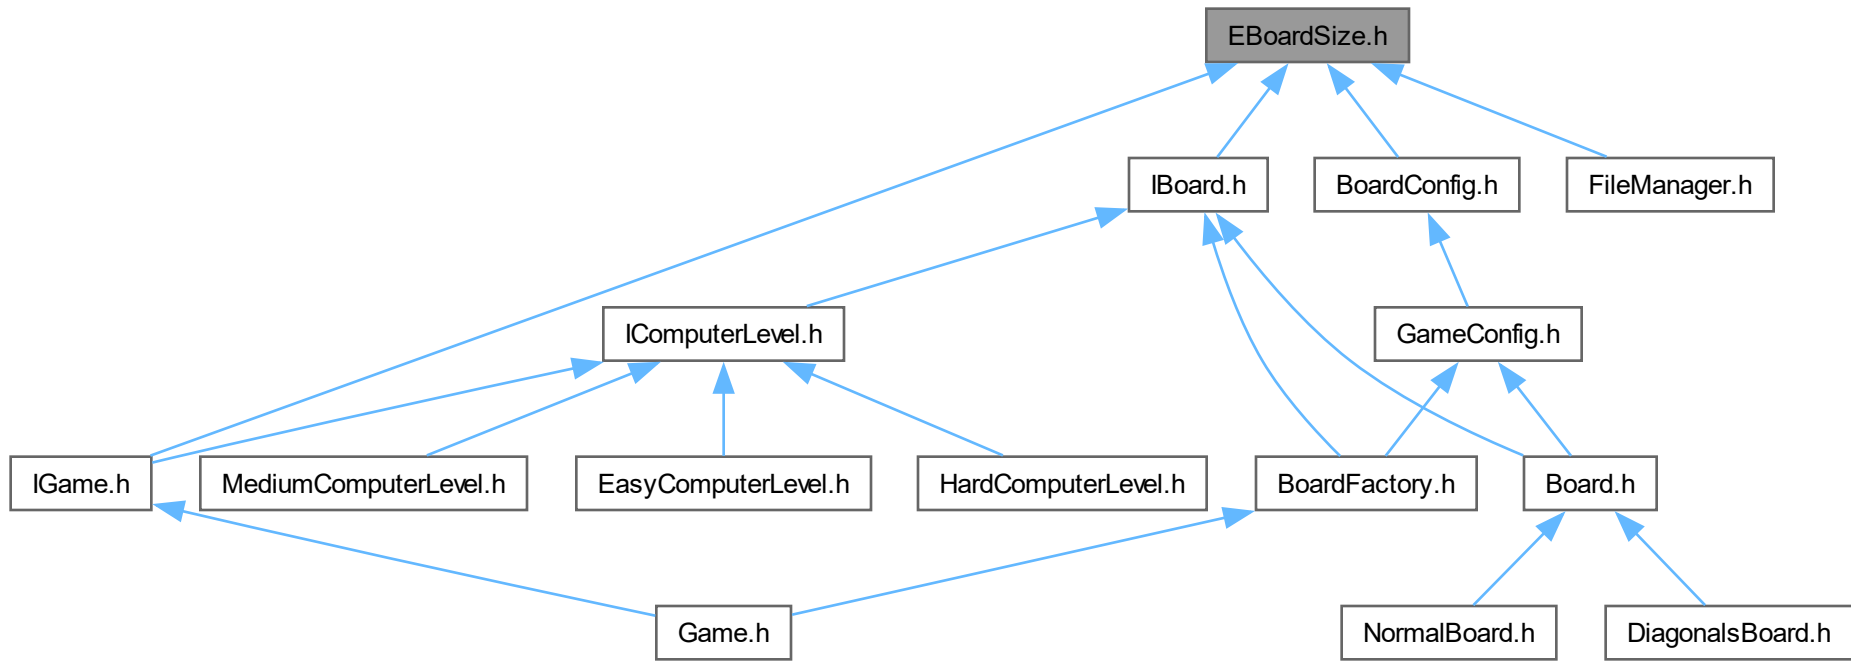 EBoardSize.h
IBoard.h
BoardConfig.h
FileManager.h
IComputerLevel.h
GameConfig.h
IGame.h
MediumComputerLevel.h
EasyComputerLevel.h
HardComputerLevel.h
BoardFactory.h
Board.h
Game.h
NormalBoard.h
DiagonalsBoard.h